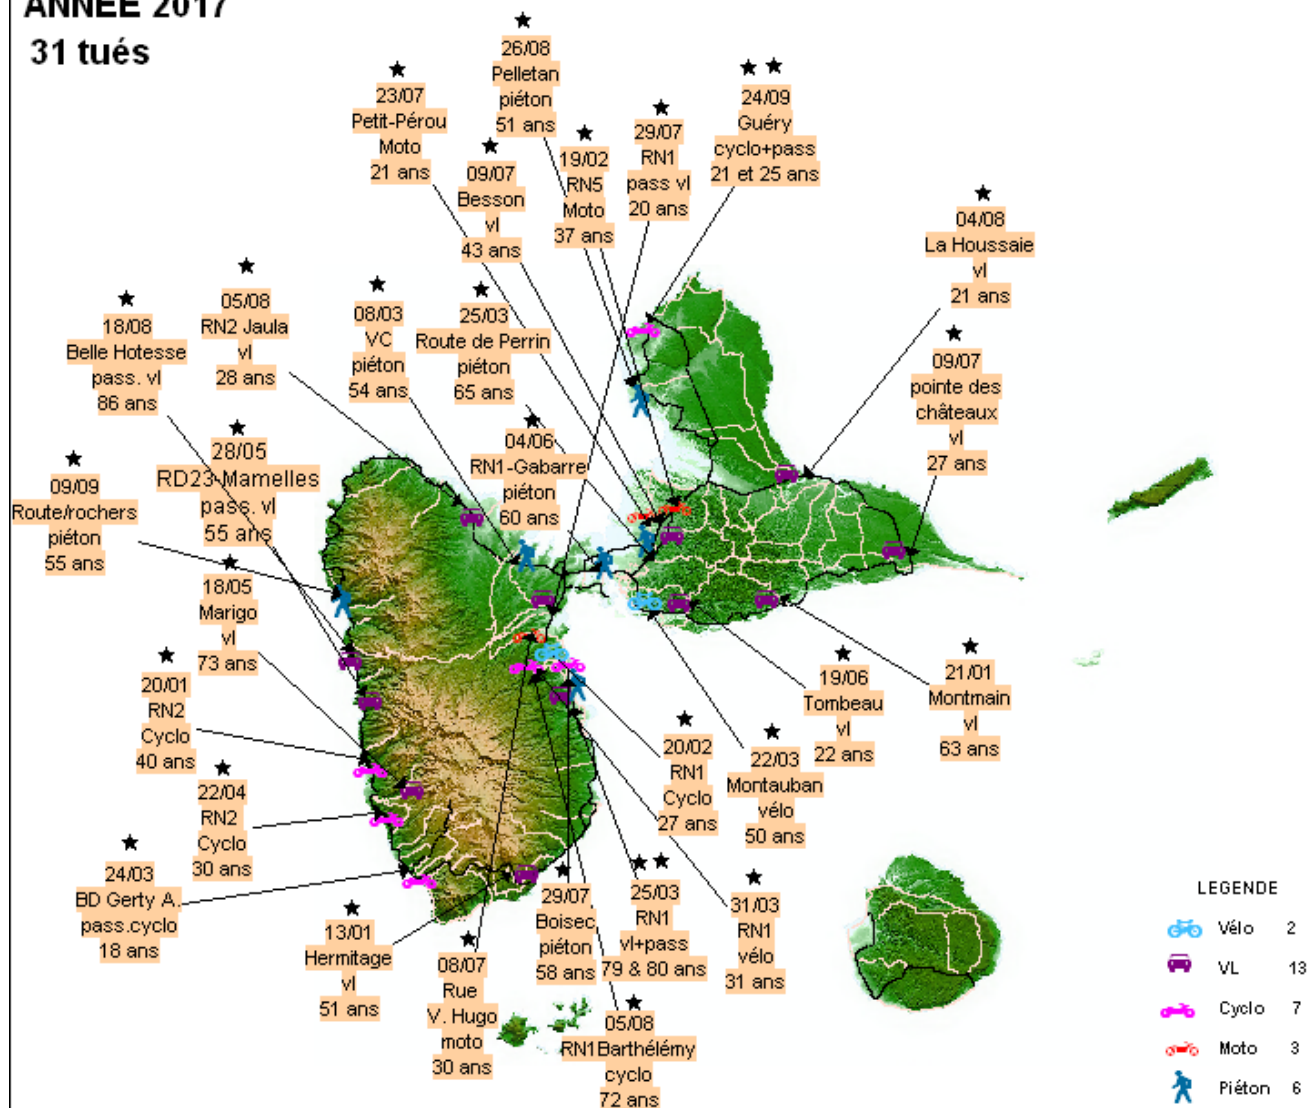 ANNEE 2017
31 tués
26/08
Pelletan
piéton
51 ans
23/07
Petit-Pérou
Moto
21 ans
24/09
Guéry
cyclo+pass
21 et 25 ans
29/07
RN1
pass vl
20 ans
19/02
RN5
Moto
37 ans
09/07
Besson
vl
43 ans
04/08
La Houssaie
vl
21 ans
05/08
RN2 Jaula
vl
28 ans
08/03
VC
piéton
54 ans
25/03
Route de Perrin
piéton
65 ans
18/08
Belle Hotesse
pass. vl
86 ans
09/07
pointe des
châteaux
vl
27 ans
04/06
RN1-Gabarre
piéton
60 ans
28/05
RD23-Mamelles
pass. vl
55 ans
09/09
Route/rochers
piéton
55 ans
18/05
Marigo
vl
73 ans
20/01
RN2
Cyclo
40 ans
19/06
Tombeau
vl
22 ans
21/01
Montmain
vl
63 ans
20/02
RN1
Cyclo
27 ans
22/03
Montauban
vélo
50 ans
22/04
RN2
Cyclo
30 ans
24/03
BD Gerty A.
pass.cyclo
18 ans
13/01
Hermitage
vl
51 ans
08/07
Rue
V. Hugo
moto
30 ans
29/07
Boisec
piéton
58 ans
25/03
RN1
vl+pass
79 & 80 ans
31/03
RN1
vélo
31 ans
05/08
RN1Barthélémy
cyclo
72 ans
LEGENDE
Vélo 2
VL 13
Cyclo 7
Moto 3
Piéton 6